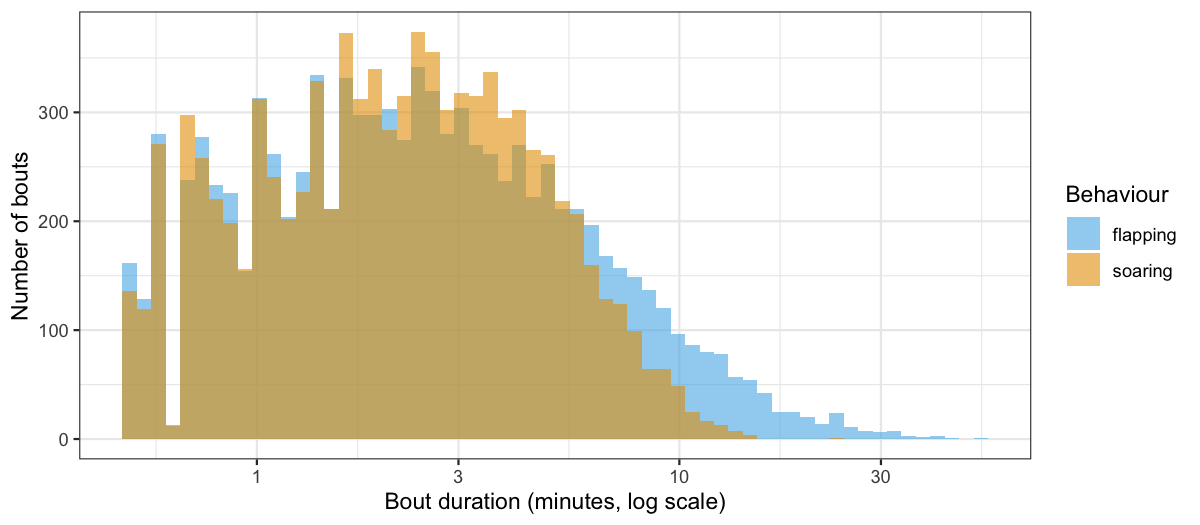 300
200
100
0
Number of bouts
1
3
10
30
Bout duration (minutes, log scale)
Behaviour
flapping
soaring